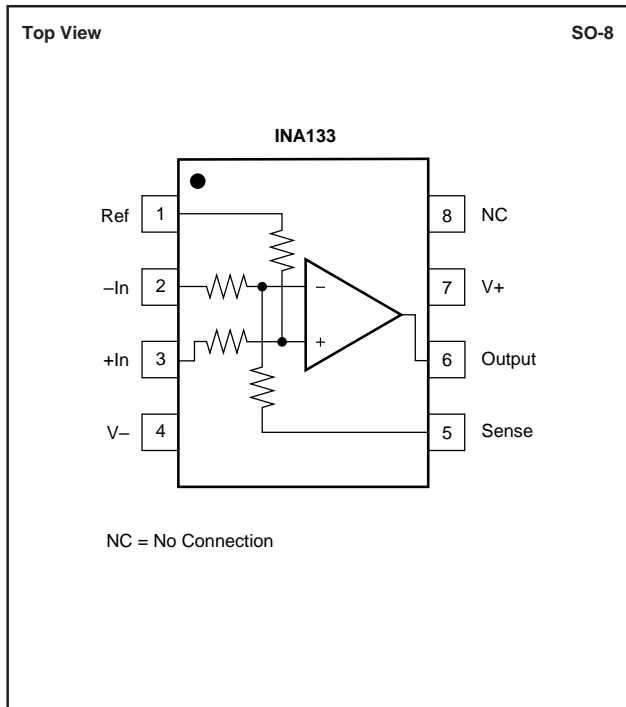 Top View SO-8
INA133
Ref 1 8 NC
–In 2 – 7 V+
+In 3 + 6 Output
V– 4 5 Sense
NC = No Connection